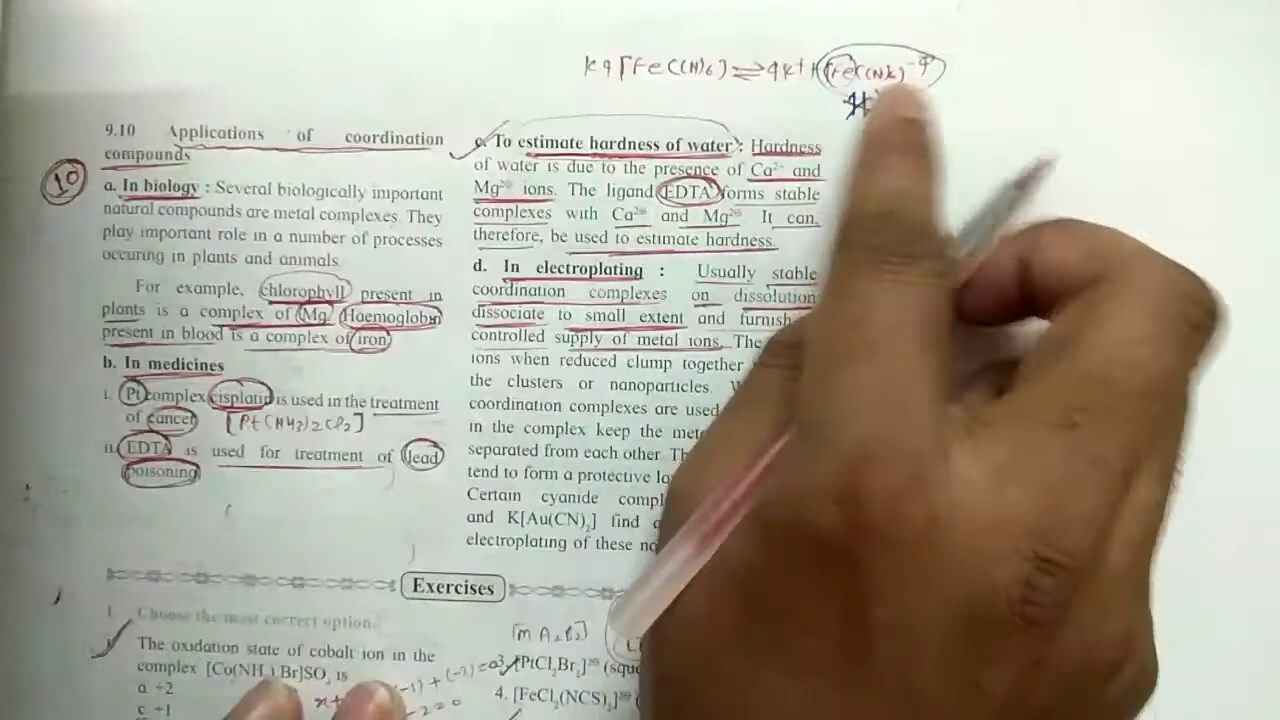 K4[Fe(CN)6] ⇌ 4K+ + [Fe(CN)6]-4
9.10 Applications of coordination
compounds
10
a. In biology : Several biologically important
natural compounds are metal complexes. They
play important role in a number of processes
occuring in plants and animals.
For example, chlorophyll present in
plants is a complex of Mg. Haemoglobin
present in blood is a complex of iron
b. In medicines
i. Pt complex cisplatin is used in the treatment
of cancer [Pt(NH3)2Cl2]
ii. EDTA is used for treatment of lead
poisoning
c. To estimate hardness of water : Hardness
of water is due to the presence of Ca2⊕ and
Mg2⊕ ions. The ligand EDTA forms stable
complexes with Ca2⊕ and Mg2⊕. It can,
therefore, be used to estimate hardness.
d. In electroplating : Usually stable
coordination complexes on dissolution
dissociate to small extent and furnish
controlled supply of metal ions. The
ions when reduced clump together
the clusters or nanoparticles.
coordination complexes are used
in the complex keep the
separated from each other.
tend to form a protective
Certain cyanide
and K[Au(CN)2] find
electroplating of these
Exercises
1. Choose the most correct option.
The oxidation state of cobalt ion in the
complex [Co(NH3)5Br]SO4 is
a. +2
c. +1
[MA2B2]
3. [PtCl2Br2]2⊖
4. [FeCl2(NCS)2]2⊖